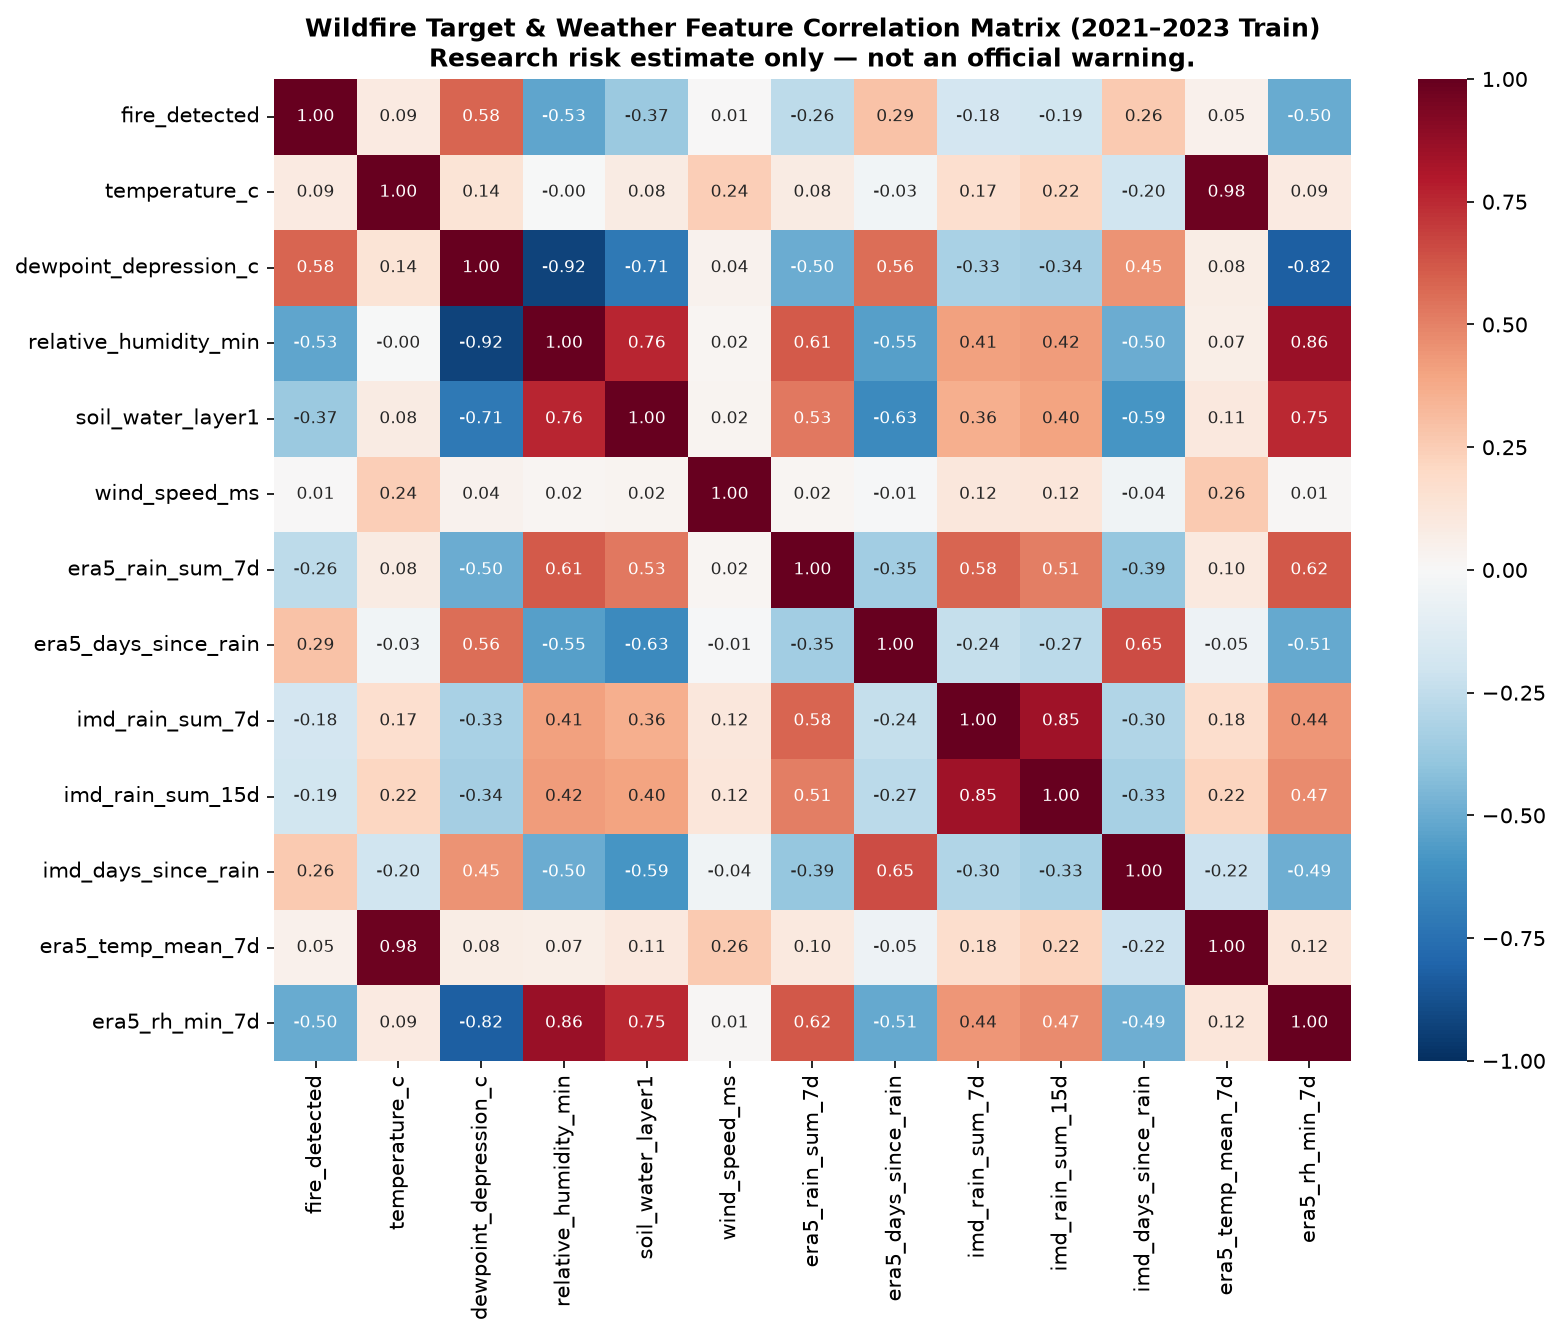 Wildfire Target & Weather Feature Correlation Matrix (2021–2023 Train)
Research risk estimate only — not an official warning.
fire_detected 1.00 0.09 0.58 -0.53 -0.37 0.01 -0.26 0.29 -0.18 -0.19 0.26 0.05 -0.50
temperature_c 0.09 1.00 0.14 -0.00 0.08 0.24 0.08 -0.03 0.17 0.22 -0.20 0.98 0.09
dewpoint_depression_c 0.58 0.14 1.00 -0.92 -0.71 0.04 -0.50 0.56 -0.33 -0.34 0.45 0.08 -0.82
relative_humidity_min -0.53 -0.00 -0.92 1.00 0.76 0.02 0.61 -0.55 0.41 0.42 -0.50 0.07 0.86
soil_water_layer1 -0.37 0.08 -0.71 0.76 1.00 0.02 0.53 -0.63 0.36 0.40 -0.59 0.11 0.75
wind_speed_ms 0.01 0.24 0.04 0.02 0.02 1.00 0.02 -0.01 0.12 0.12 -0.04 0.26 0.01
era5_rain_sum_7d -0.26 0.08 -0.50 0.61 0.53 0.02 1.00 -0.35 0.58 0.51 -0.39 0.10 0.62
era5_days_since_rain 0.29 -0.03 0.56 -0.55 -0.63 -0.01 -0.35 1.00 -0.24 -0.27 0.65 -0.05 -0.51
imd_rain_sum_7d -0.18 0.17 -0.33 0.41 0.36 0.12 0.58 -0.24 1.00 0.85 -0.30 0.18 0.44
imd_rain_sum_15d -0.19 0.22 -0.34 0.42 0.40 0.12 0.51 -0.27 0.85 1.00 -0.33 0.22 0.47
imd_days_since_rain 0.26 -0.20 0.45 -0.50 -0.59 -0.04 -0.39 0.65 -0.30 -0.33 1.00 -0.22 -0.49
era5_temp_mean_7d 0.05 0.98 0.08 0.07 0.11 0.26 0.10 -0.05 0.18 0.22 -0.22 1.00 0.12
era5_rh_min_7d -0.50 0.09 -0.82 0.86 0.75 0.01 0.62 -0.51 0.44 0.47 -0.49 0.12 1.00
fire_detected
temperature_c
dewpoint_depression_c
relative_humidity_min
soil_water_layer1
wind_speed_ms
era5_rain_sum_7d
era5_days_since_rain
imd_rain_sum_7d
imd_rain_sum_15d
imd_days_since_rain
era5_temp_mean_7d
era5_rh_min_7d
1.00
0.75
0.50
0.25
0.00
−0.25
−0.50
−0.75
−1.00